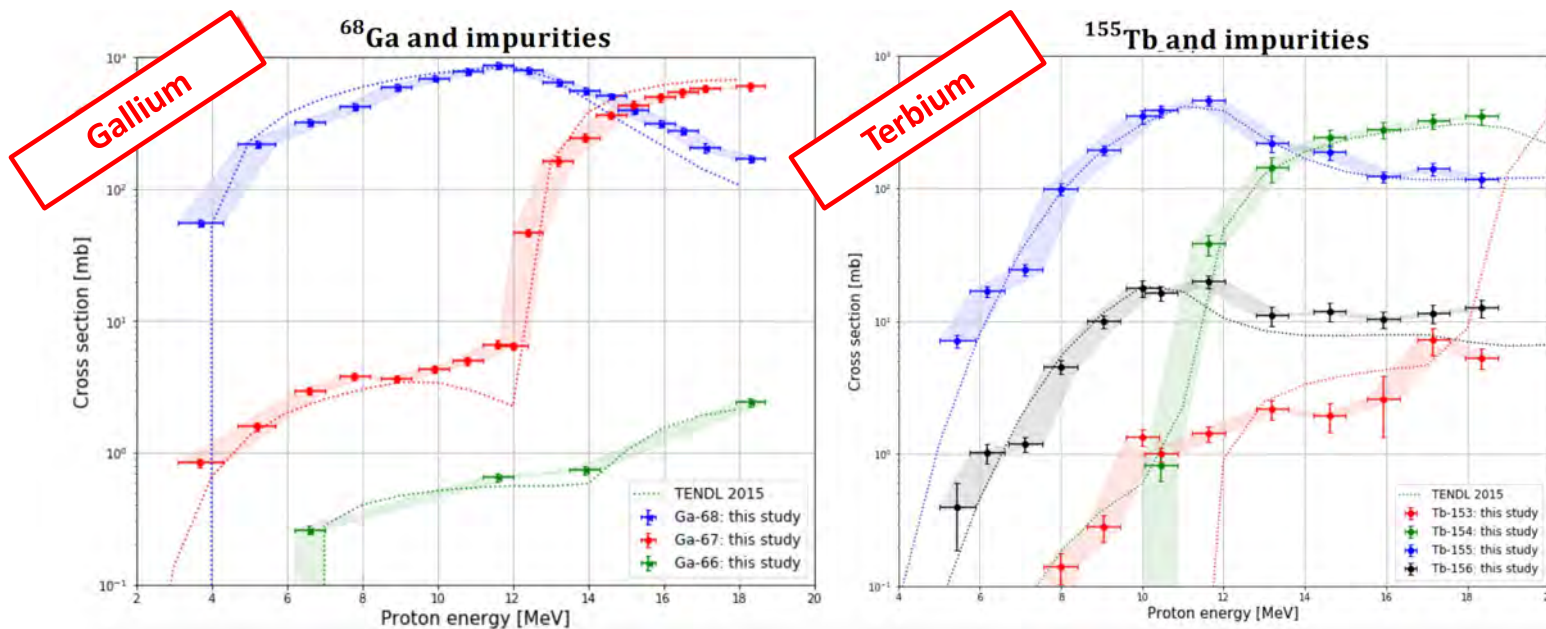 Gallium
⁶⁸Ga and impurities
Cross section [mb]
10³
10²
10¹
10⁰
10⁻¹
2 4 6 8 10 12 14 16 18 20
Proton energy [MeV]
TENDL 2015
Ga-68: this study
Ga-67: this study
Ga-66: this study
Terbium
¹⁵⁵Tb and impurities
Cross section [mb]
10³
10²
10¹
10⁰
10⁻¹
4 6 8 10 12 14 16 18
Proton energy [MeV]
TENDL 2015
Tb-153: this study
Tb-154: this study
Tb-155: this study
Tb-156: this study